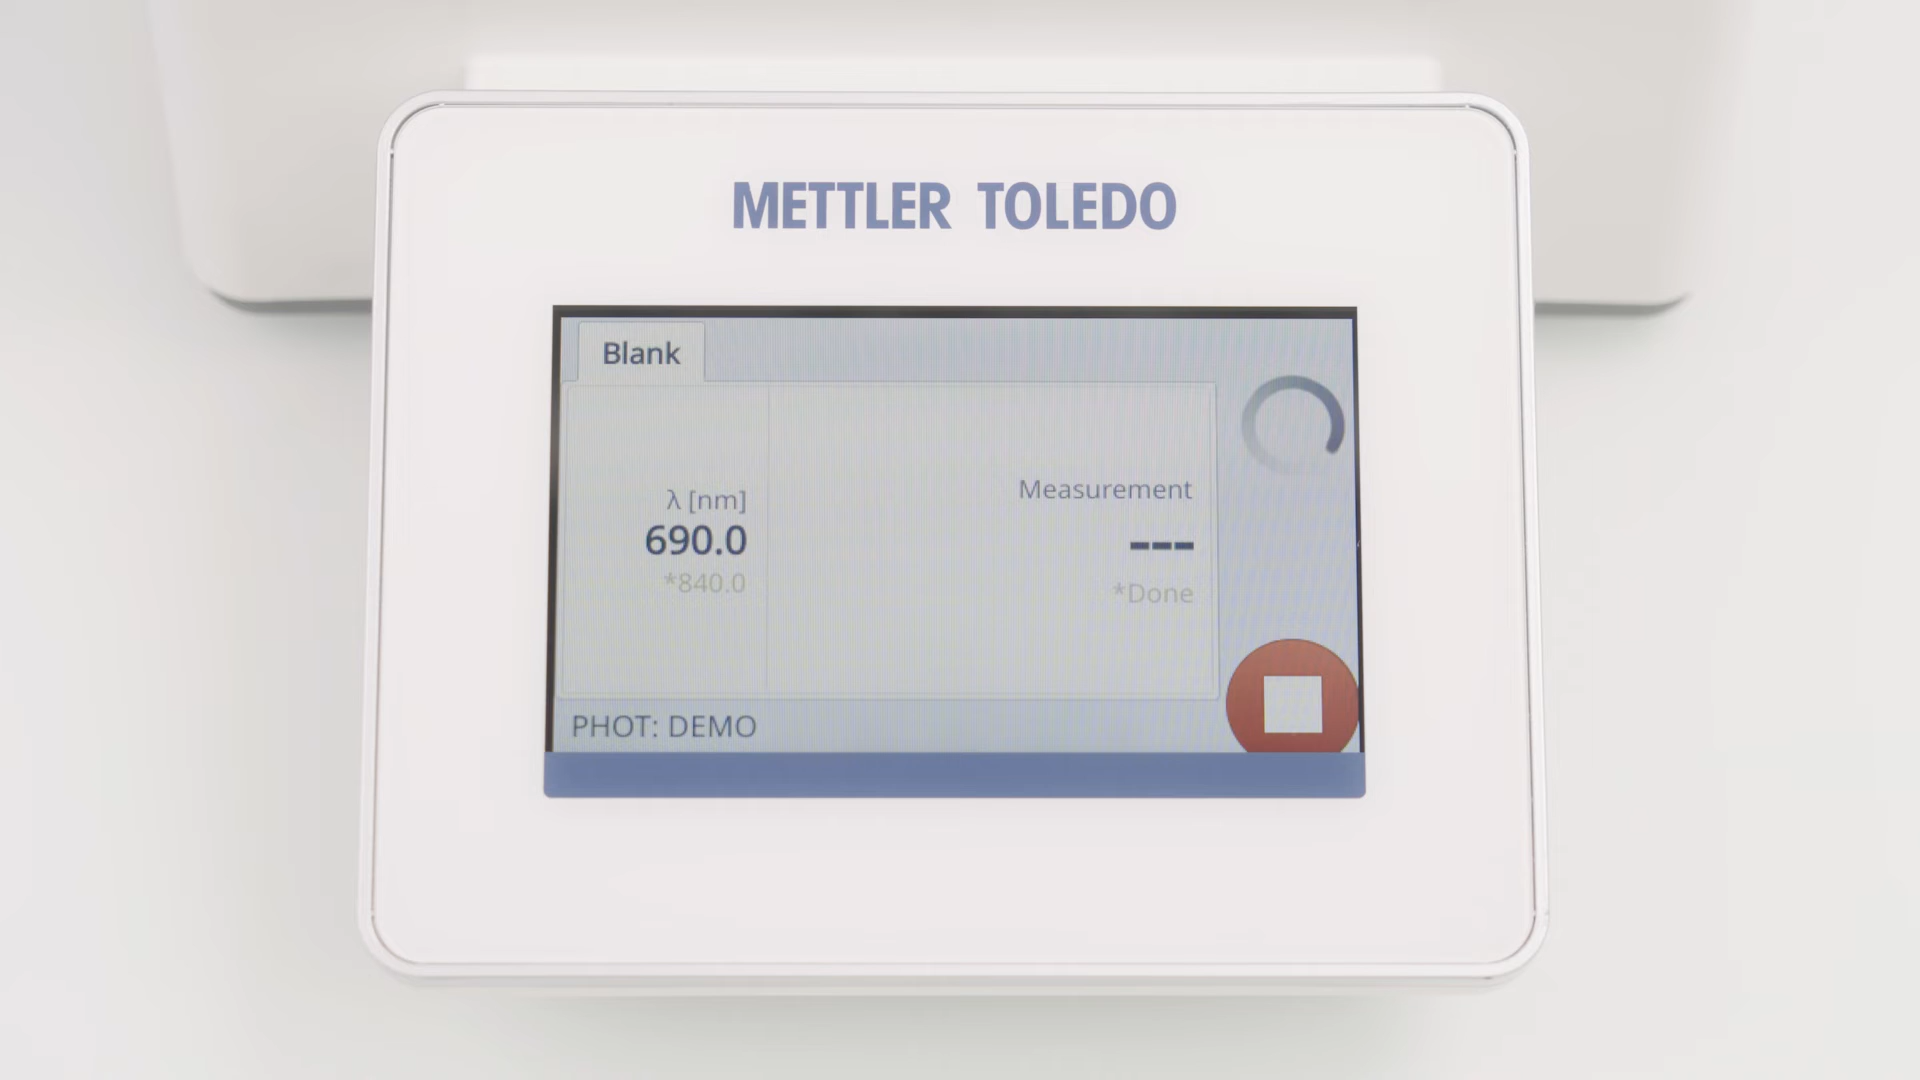 METTLER TOLEDO
Blank
λ [nm]
690.0
*840.0
Measurement
---
*Done
PHOT: DEMO